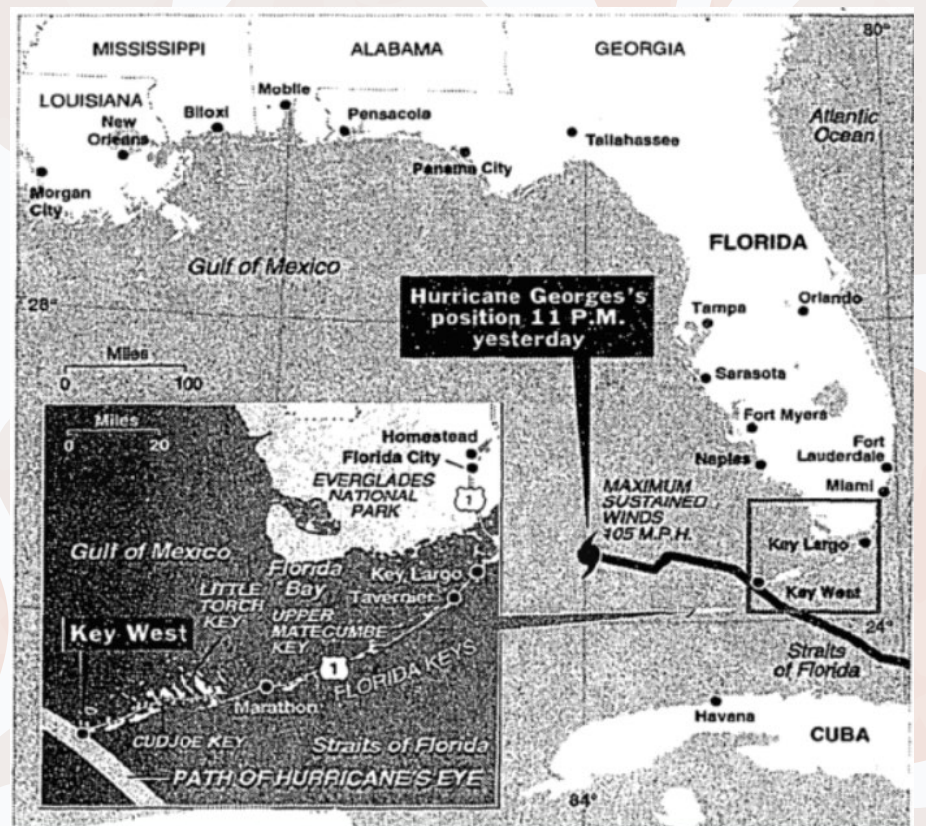 80°
MISSISSIPPI
ALABAMA
GEORGIA
LOUISIANA
New
Orleans
Biloxi
Mobile
Pensacola
Panama City
Tallahassee
Atlantic
Ocean
Morgan
City
FLORIDA
Gulf of Mexico
28°
Hurricane Georges's
position 11 P.M.
yesterday
Tampa
Orlando
Miles
0 100
Sarasota
Fort Myers
Naples
Fort
Lauderdale
Miami
MAXIMUM
SUSTAINED
WINDS
105 M.P.H.
Key Largo
Key West
24°
Straits
of Florida
Havana
CUBA
84°
Miles
0 20
Homestead
Florida City
EVERGLADES
NATIONAL
PARK
1
Gulf of Mexico
Florida
Bay
Key Largo
Tavernier
LITTLE
TORCH
KEY
UPPER
MATECUMBE
KEY
Key West
1
FLORIDA KEYS
Marathon
CUDJOE KEY
Straits of Florida
PATH OF HURRICANE'S EYE